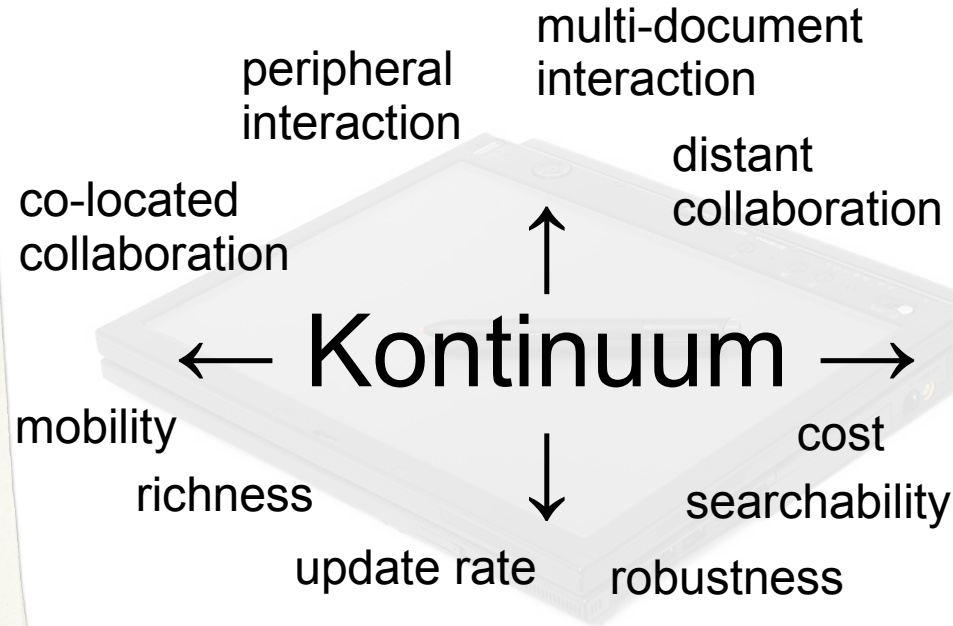 multi-document
interaction
peripheral
interaction
distant
collaboration
co-located
collaboration
↑
← Kontinuum →
↓
mobility
cost
richness
searchability
update rate
robustness